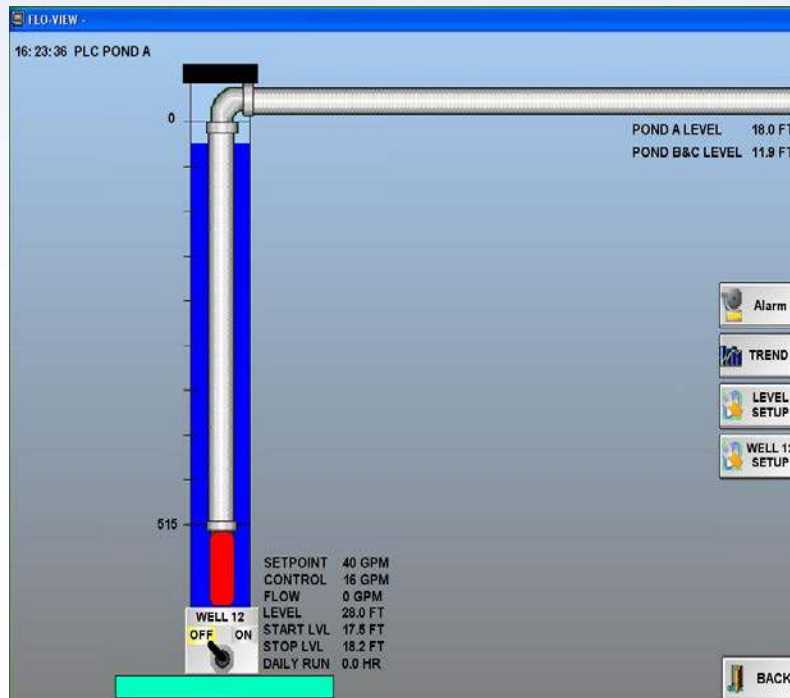 FLO-VIEW -
16:23:36 PLC POND A
0
POND A LEVEL 18.0 FT
POND B&C LEVEL 11.9 FT
Alarm
TREND
LEVEL
SETUP
WELL 12
SETUP
515
SETPOINT 40 GPM
CONTROL 16 GPM
FLOW 0 GPM
LEVEL 28.0 FT
START LVL 17.5 FT
STOP LVL 18.2 FT
DAILY RUN 0.0 HR
WELL 12
OFF ON
BACK